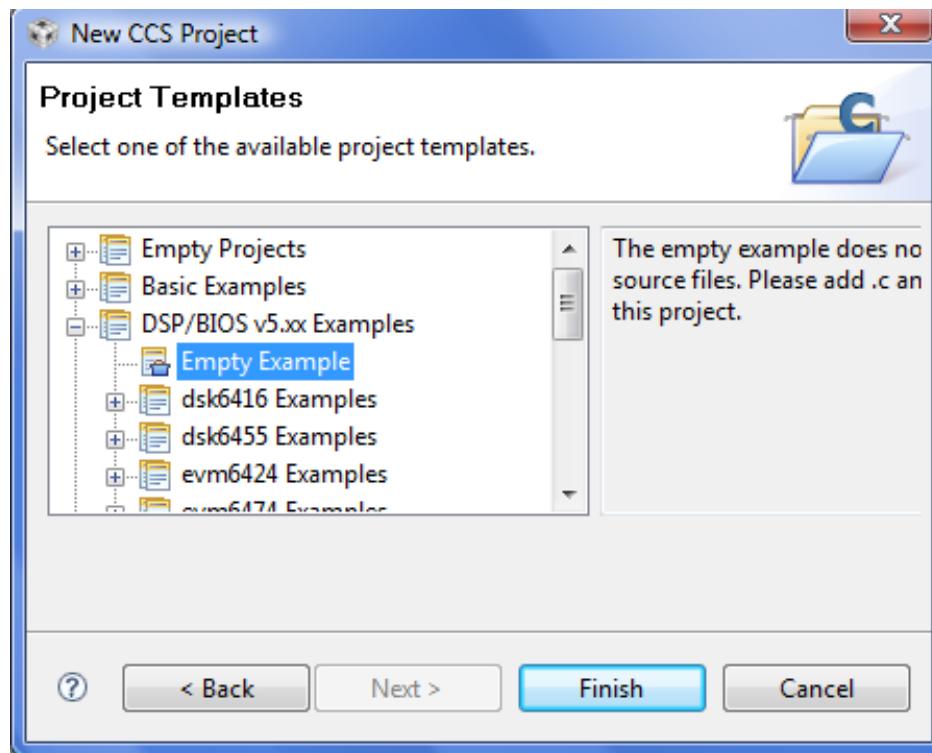 New CCS Project
Project Templates
Select one of the available project templates.
Empty Projects
Basic Examples
DSP/BIOS v5.xx Examples
Empty Example
dsk6416 Examples
dsk6455 Examples
evm6424 Examples
evm6474 Examples
The empty example does no
source files. Please add .c an
this project.
< Back
Next >
Finish
Cancel